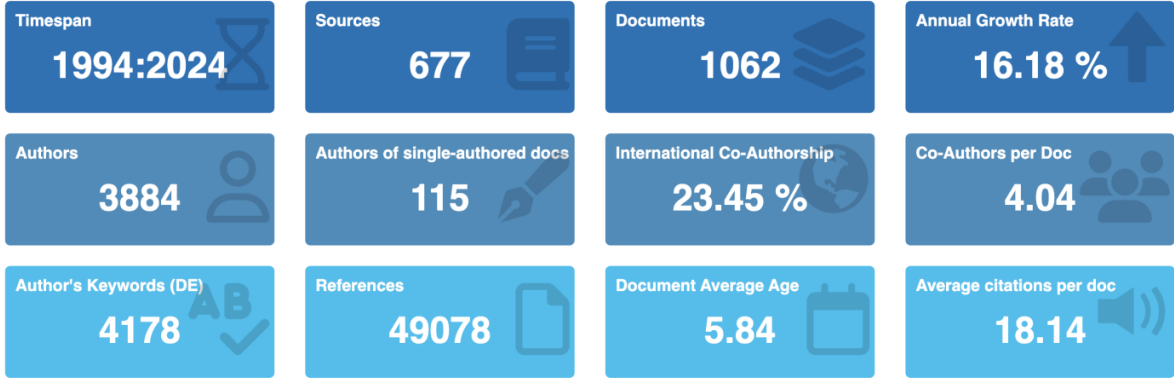 Timespan
1994:2024
Sources
677
Documents
1062
Annual Growth Rate
16.18 %
Authors
3884
Authors of single-authored docs
115
International Co-Authorship
23.45 %
Co-Authors per Doc
4.04
Author's Keywords (DE)
4178
AB
References
49078
Document Average Age
5.84
Average citations per doc
18.14